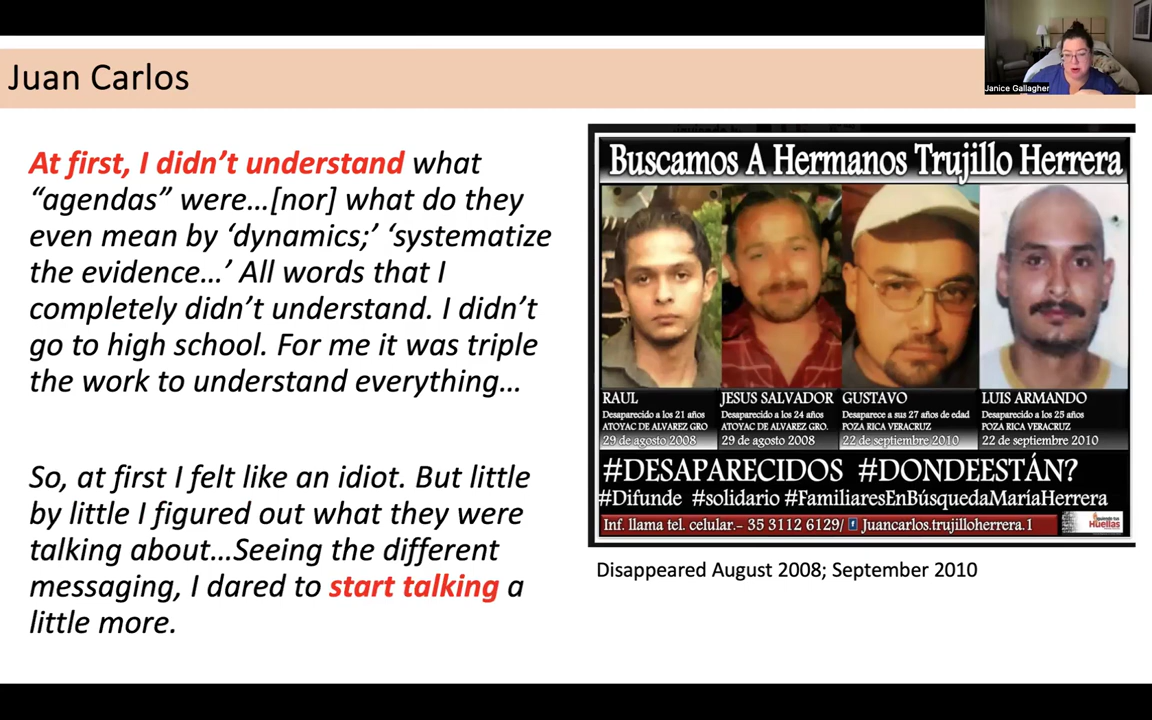 Juan Carlos
Janice Gallagher
At first, I didn't understand what
“agendas” were…[nor] what do they
even mean by ‘dynamics;’ ‘systematize
the evidence…’ All words that I
completely didn't understand. I didn't
go to high school. For me it was triple
the work to understand everything…
So, at first I felt like an idiot. But little
by little I figured out what they were
talking about…Seeing the different
messaging, I dared to start talking a
little more.
Buscamos A Hermanos Trujillo Herrera
RAUL
Desaparecido a los 21 años
ATOYAC DE ALVAREZ GRO
29 de agosto 2008
JESUS SALVADOR
Desaparecido a los 24 años
ATOYAC DE ALVAREZ GRO.
29 de agosto 2008
GUSTAVO
Desaparece a sus 27 años de edad
POZA RICA VERACRUZ
22 de septiembre 2010
LUIS ARMANDO
Desaparecido a los 25 años
POZA RICA VERACRUZ
22 de septiembre 2010
#DESAPARECIDOS #DONDEESTÁN?
#Difunde #solidario #FamiliaresEnBúsquedaMaríaHerrera
Inf. llama tel. celular.- 35 3112 6129/ f Juancarlos.trujilloherrera.1
Huellas
Disappeared August 2008; September 2010